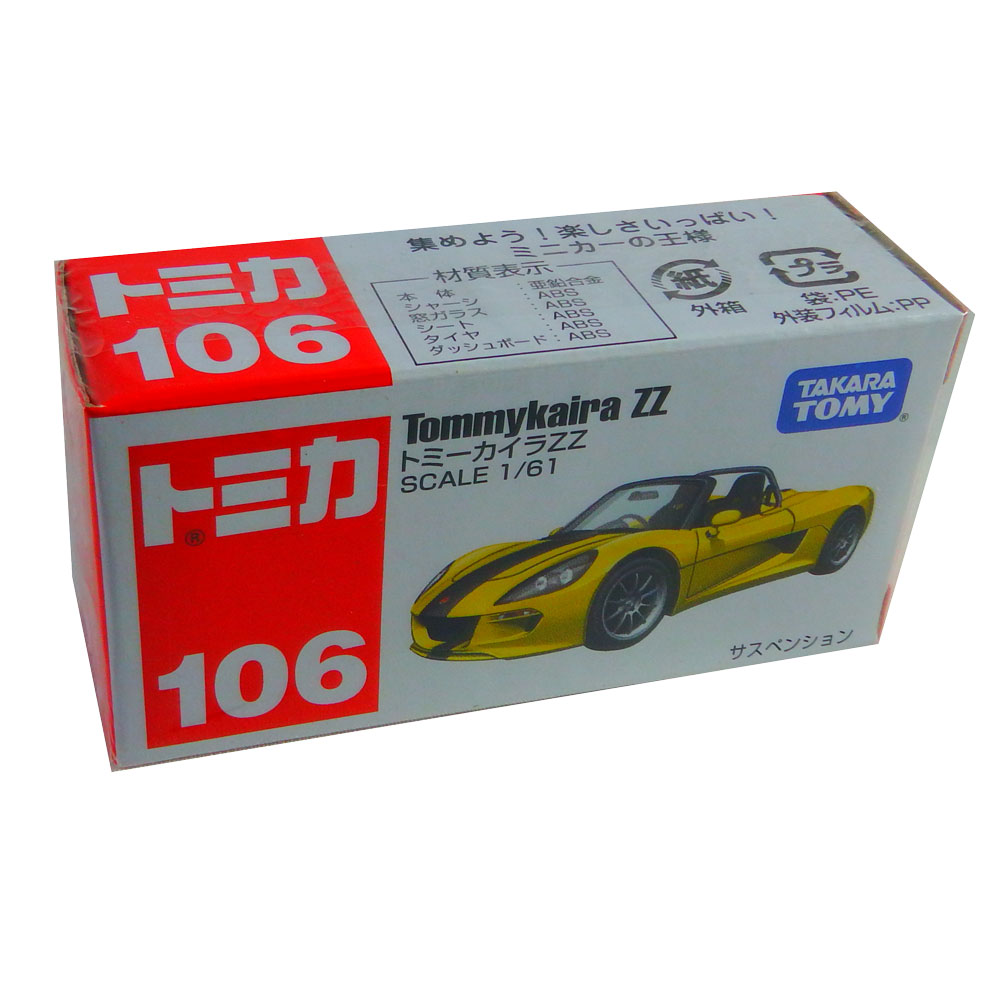 トミカ
106
集めよう！楽しさいっぱい！
ミニカーの王様
材質表示
本体：亜鉛合金
シャーシ：ABS
窓ガラス：ABS
シート：ABS
タイヤ：ABS
ダッシュボード：ABS
紙
外箱
プラ
袋:PE
外装フィルム:PP
トミカ
®
106
Tommykaira ZZ
トミーカイラZZ
SCALE 1/61
TAKARA
TOMY®
サスペンション